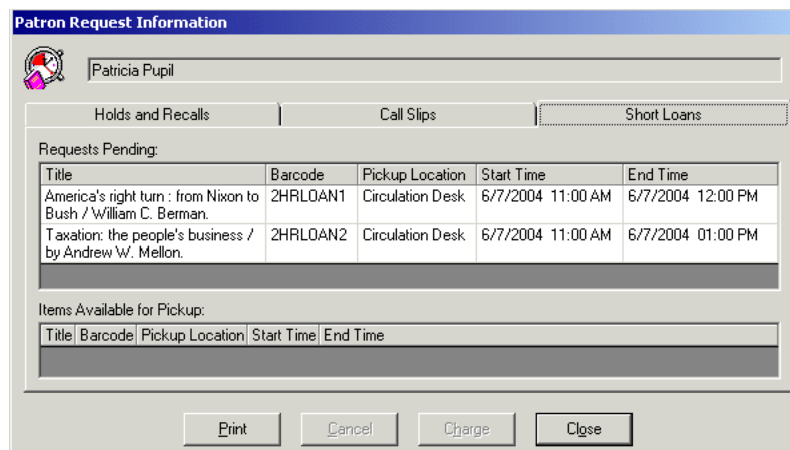 Patron Request Information
Patricia Pupil
Holds and Recalls Call Slips Short Loans
Requests Pending:
Title Barcode Pickup Location Start Time End Time
America's right turn : from Nixon to 2HRLOAN1 Circulation Desk 6/7/2004 11:00 AM 6/7/2004 12:00 PM
Bush / William C. Berman.
Taxation: the people's business / 2HRLOAN2 Circulation Desk 6/7/2004 11:00 AM 6/7/2004 01:00 PM
by Andrew W. Mellon.
Items Available for Pickup:
Title Barcode Pickup Location Start Time End Time
Print Cancel Charge Close